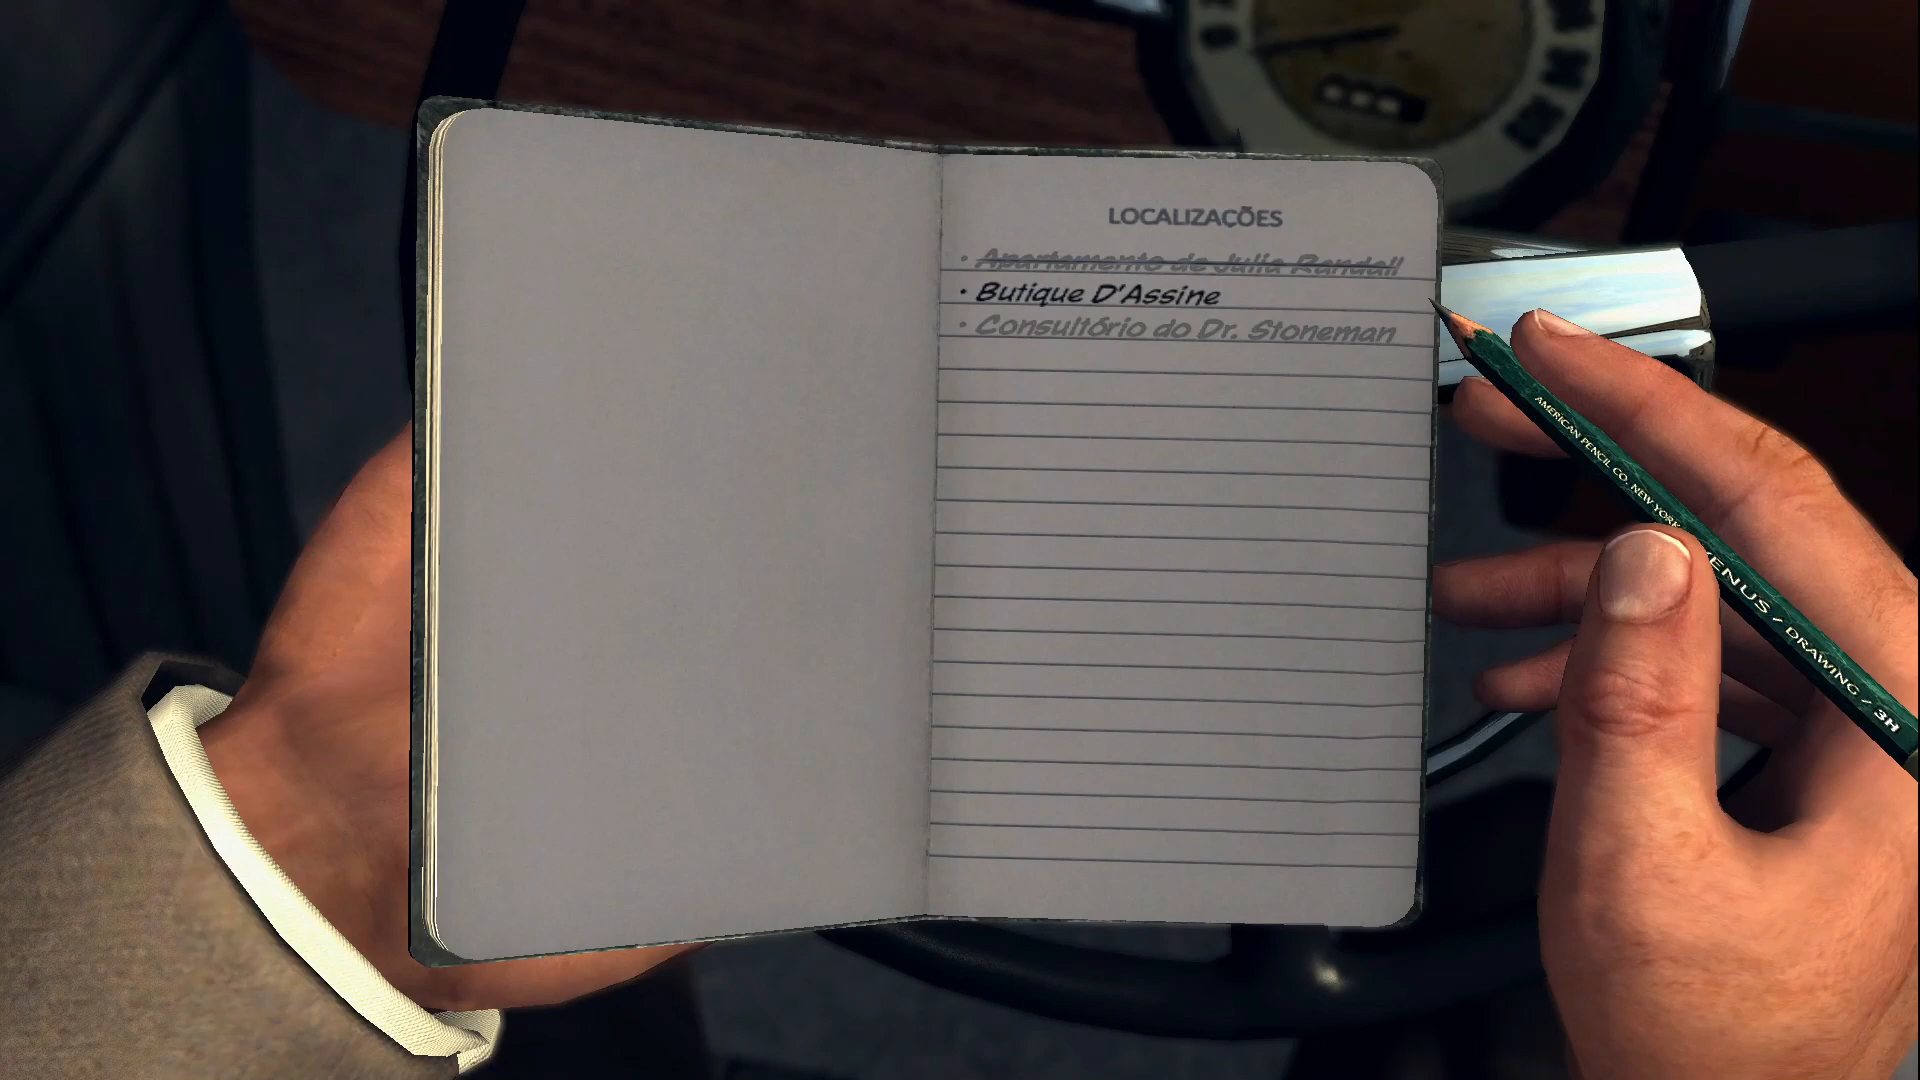 LOCALIZAÇÕES
• Apartamento de Julia Randall
• Butique D'Assine
• Consultório do Dr. Stoneman
AMERICAN PENCIL CO. NEW YORK
VENUS / DRAWING / 3H